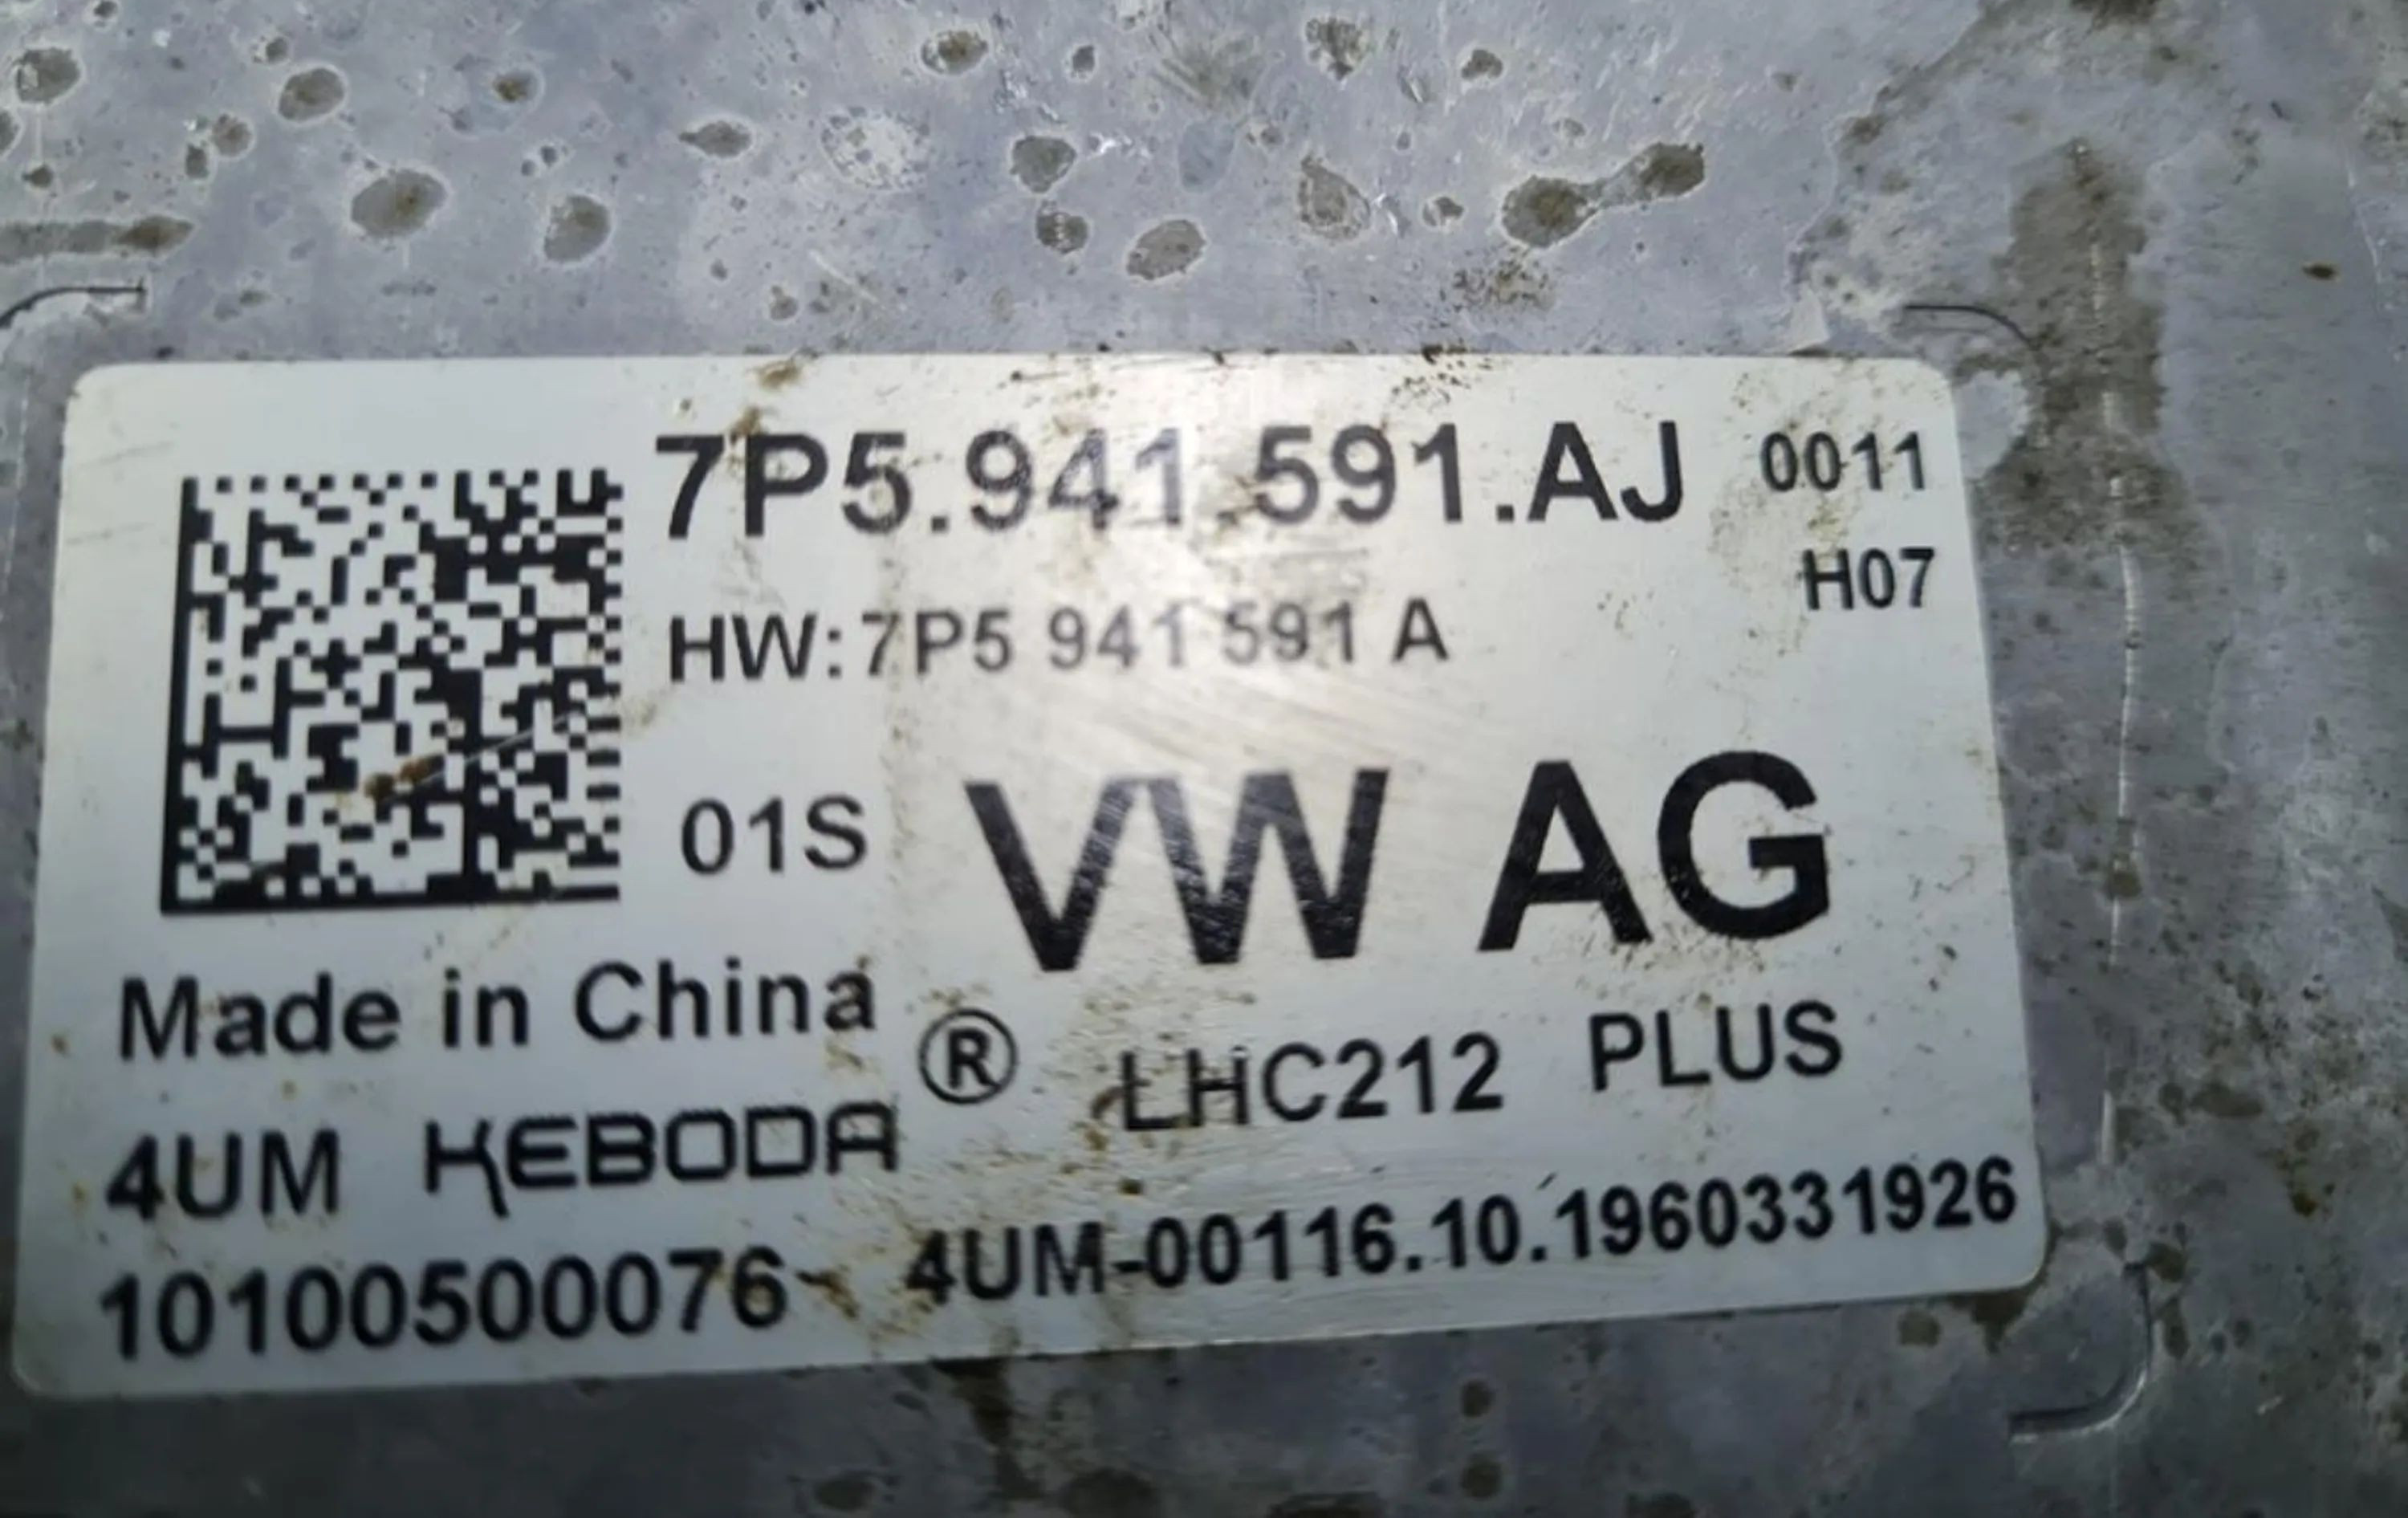 7P5.941.591.AJ 0011
H07
HW:7P5 941 591 A
01S VW AG
Made in China
4UM KEBODA® LHC212 PLUS
10100500076- 4UM-00116.10.1960331926